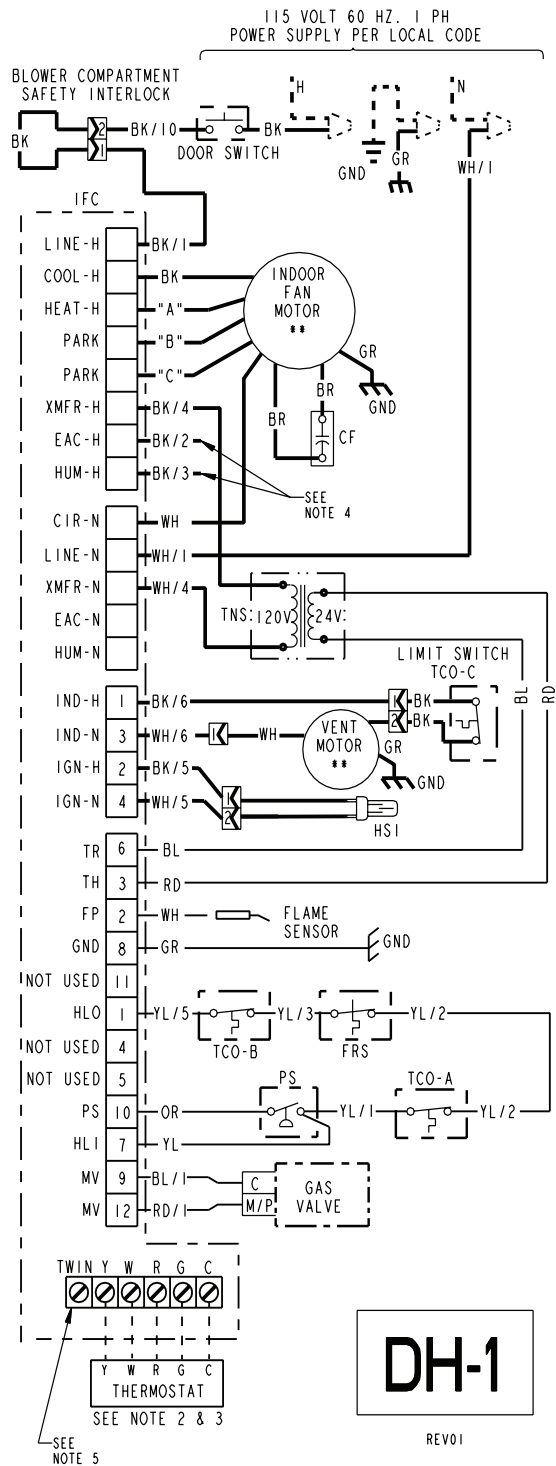 115 VOLT 60 HZ. 1 PH
POWER SUPPLY PER LOCAL CODE
BLOWER COMPARTMENT
SAFETY INTERLOCK
H
N
BK
2
BK/10
BK
1
DOOR SWITCH
GND
GR
WH/1
IFC
LINE-H
BK/1
COOL-H
BK
INDOOR
FAN
MOTOR
**
HEAT-H
"A"
PARK
"B"
PARK
"C"
GR
GND
XMFR-H
BK/4
BR
BR
CF
EAC-H
BK/2
HUM-H
BK/3
SEE
NOTE 4
CIR-N
WH
LINE-N
WH/1
XMFR-N
WH/4
TNS
120V
24V
EAC-N
HUM-N
LIMIT SWITCH
TCO-C
BL
RD
IND-H
1
BK/6
1
BK
2
BK
IND-N
3
WH/6
1
WH
VENT
MOTOR
**
GR
GND
IGN-H
2
BK/5
1
IGN-N
4
WH/5
2
HSI
TR
6
BL
TH
3
RD
FP
2
WH
FLAME
SENSOR
GND
8
GR
GND
NOT USED
11
HLO
1
YL/5
YL/3
YL/2
TCO-B
FRS
NOT USED
4
NOT USED
5
PS
TCO-A
PS
10
OR
YL/1
YL/2
HLI
7
YL
MV
9
BL/1
C
GAS
VALVE
MV
12
RD/1
M/P
TWIN Y W R G C
Y W R G C
THERMOSTAT
SEE NOTE 2 & 3
SEE
NOTE 5
DH-1
REV01